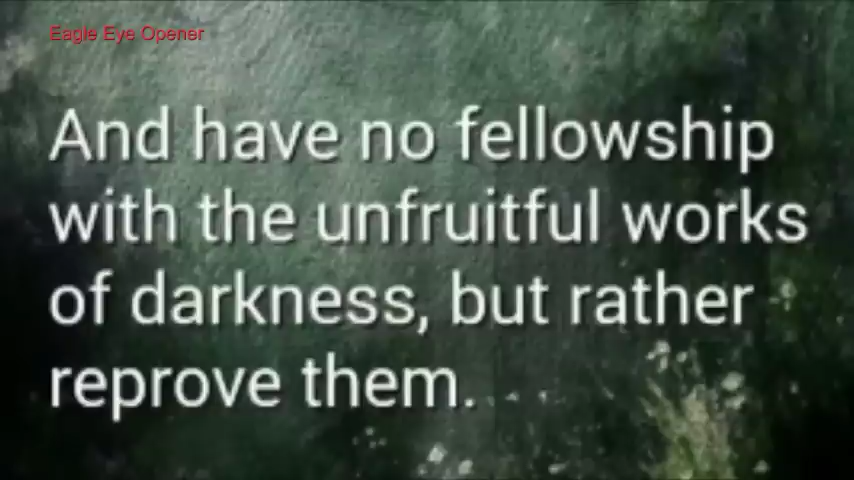 Eagle Eye Opener
And have no fellowship
with the unfruitful works
of darkness, but rather
reprove them.